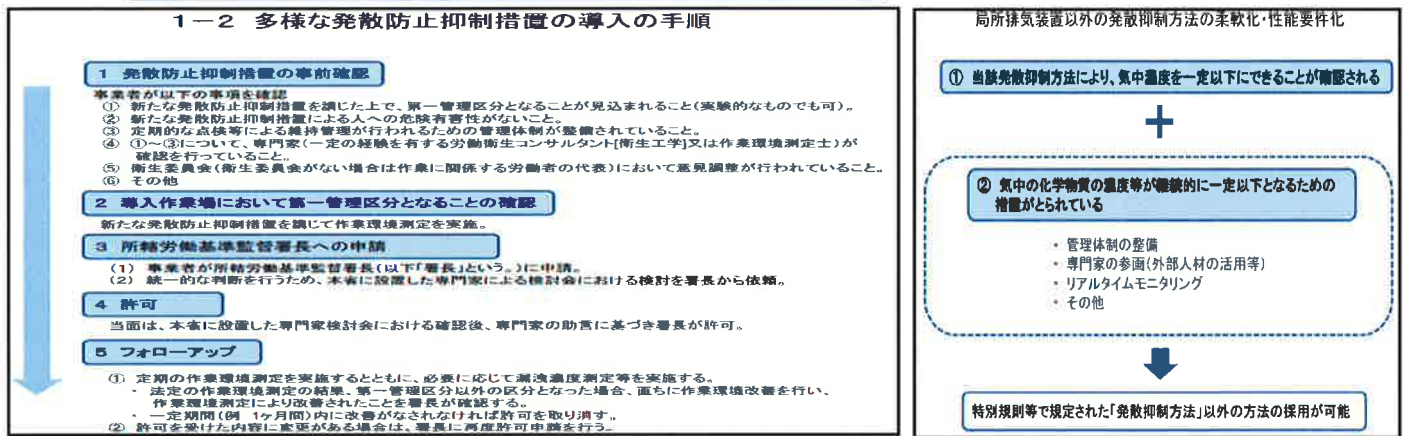 1－2 多様な発散防止抑制措置の導入の手順
1 発散防止抑制措置の事前確認
事業者が以下の事項を確認
① 新たな発散防止抑制措置を講じた上で、第一管理区分となることが見込まれること（実験的なものでも可）。
② 新たな発散防止抑制措置による人への危険有害性がないこと。
③ 定期的な点検等による維持管理が行われるための管理体制が整備されていること。
④ ①～③について、専門家（一定の経験を有する労働衛生コンサルタント[衛生工学]又は作業環境測定士）が
確認を行っていること。
⑤ 衛生委員会（衛生委員会がない場合は作業に関係する労働者の代表）において意見調整が行われていること。
⑥ その他
2 導入作業場において第一管理区分となることの確認
新たな発散防止抑制措置を講じて作業環境測定を実施。
3 所轄労働基準監督署長への申請
（1） 事業者が所轄労働基準監督署長（以下「署長」という。）に申請。
（2） 統一的な判断を行うため、本省に設置した専門家による検討会における検討を署長から依頼。
4 許可
当面は、本省に設置した専門家検討会における確認後、専門家の助言に基づき署長が許可。
5 フォローアップ
① 定期の作業環境測定を実施するとともに、必要に応じて漏洩濃度測定等を実施する。
・ 法定の作業環境測定の結果、第一管理区分以外の区分となった場合、直ちに作業環境改善を行い、
作業環境測定により改善されたことを署長が確認する。
・ 一定期間（例 1ヶ月間）内に改善がなされなければ許可を取り消す。
② 許可を受けた内容に変更がある場合は、署長に再度許可申請を行う。
局所排気装置以外の発散抑制方法の柔軟化・性能要件化
① 当該発散抑制方法により、気中濃度を一定以下にできることが確認される
＋
② 気中の化学物質の濃度等が継続的に一定以下となるための
措置がとられている
・ 管理体制の整備
・ 専門家の参画（外部人材の活用等）
・ リアルタイムモニタリング
・ その他
特別規則等で規定された「発散抑制方法」以外の方法の採用が可能